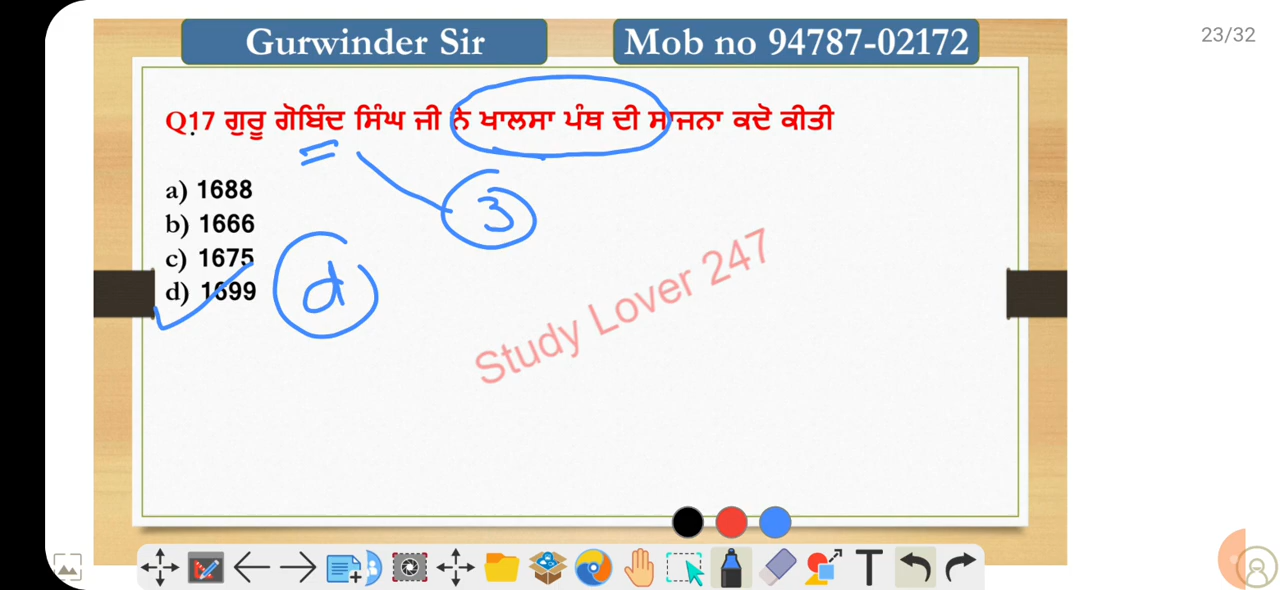 23/32
Gurwinder Sir
Mob no 94787-02172
Q17 ਗੁਰੂ ਗੋਬਿੰਦ ਸਿੰਘ ਜੀ ਨੇ ਖਾਲਸਾ ਪੰਥ ਦੀ ਸਾਜਨਾ ਕਦੋ ਕੀਤੀ
a) 1688
b) 1666
c) 1675
d) 1699
d
3
Study Lover 247
T